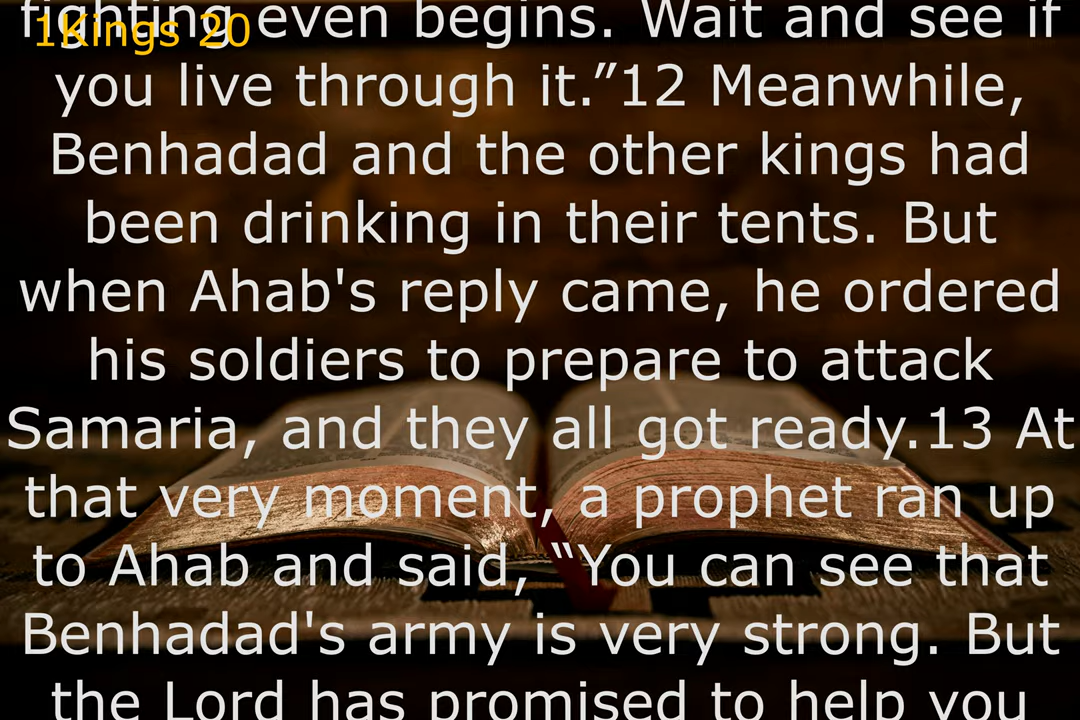 fighting even begins. Wait and see if
1Kings 20
you live through it.”12 Meanwhile,
Benhadad and the other kings had
been drinking in their tents. But
when Ahab's reply came, he ordered
his soldiers to prepare to attack
Samaria, and they all got ready.13 At
that very moment, a prophet ran up
to Ahab and said, “You can see that
Benhadad's army is very strong. But
the Lord has promised to help you